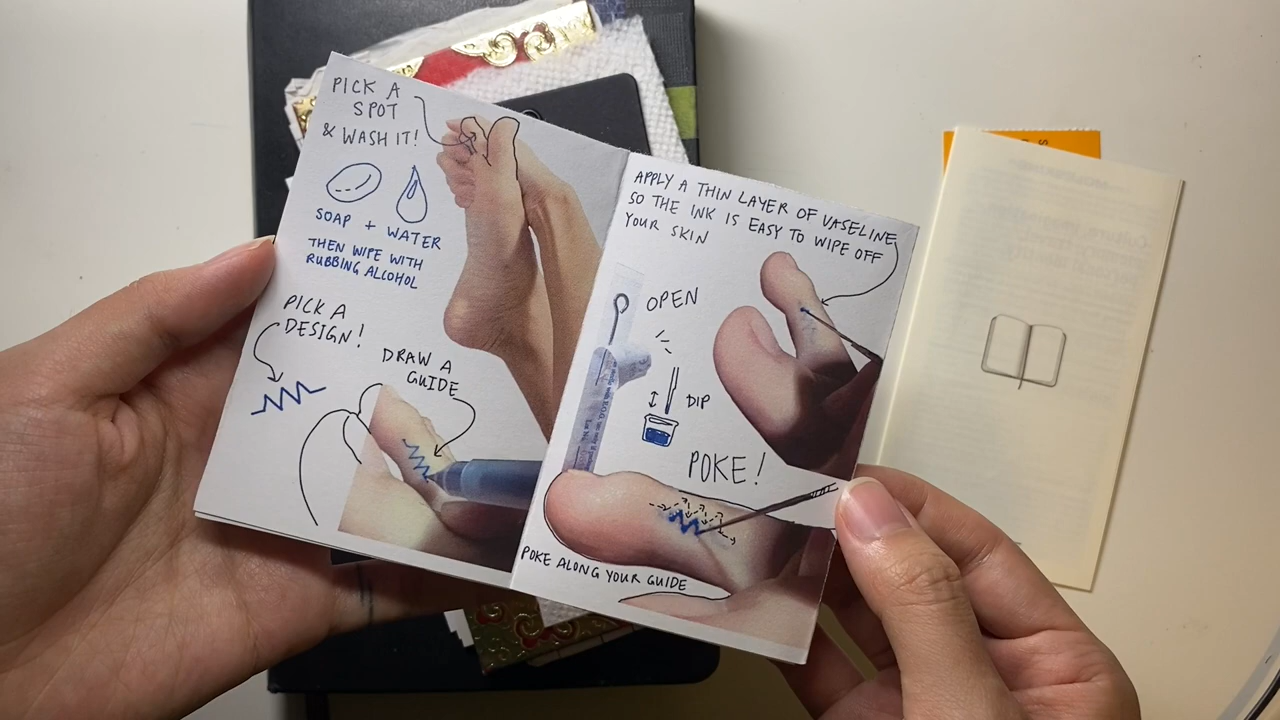 PICK A
SPOT
& WASH IT!
SOAP + WATER
THEN WIPE WITH
RUBBING ALCOHOL
PICK A
DESIGN!
DRAW A
GUIDE
APPLY A THIN LAYER OF VASELINE
SO THE INK IS EASY TO WIPE OFF
YOUR SKIN
OPEN
DIP
POKE!
POKE ALONG YOUR GUIDE